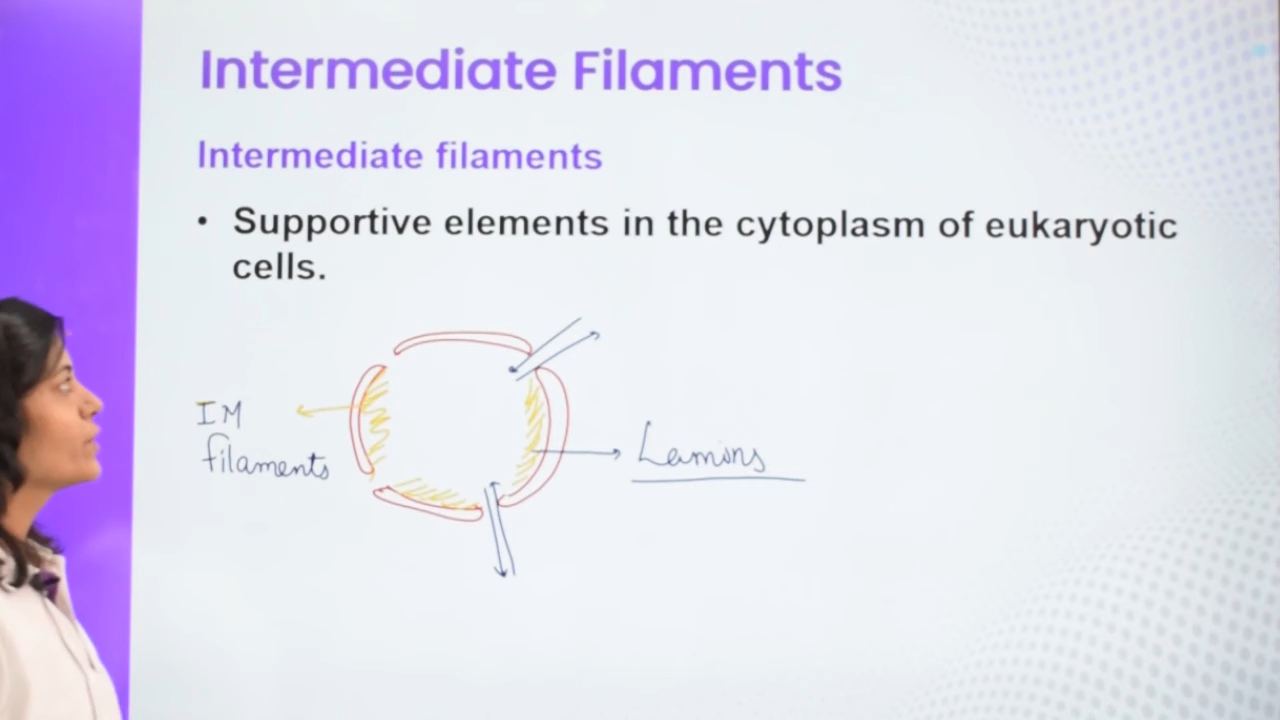 Intermediate Filaments
Intermediate filaments
• Supportive elements in the cytoplasm of eukaryotic
cells.
IM
filaments
Lamins